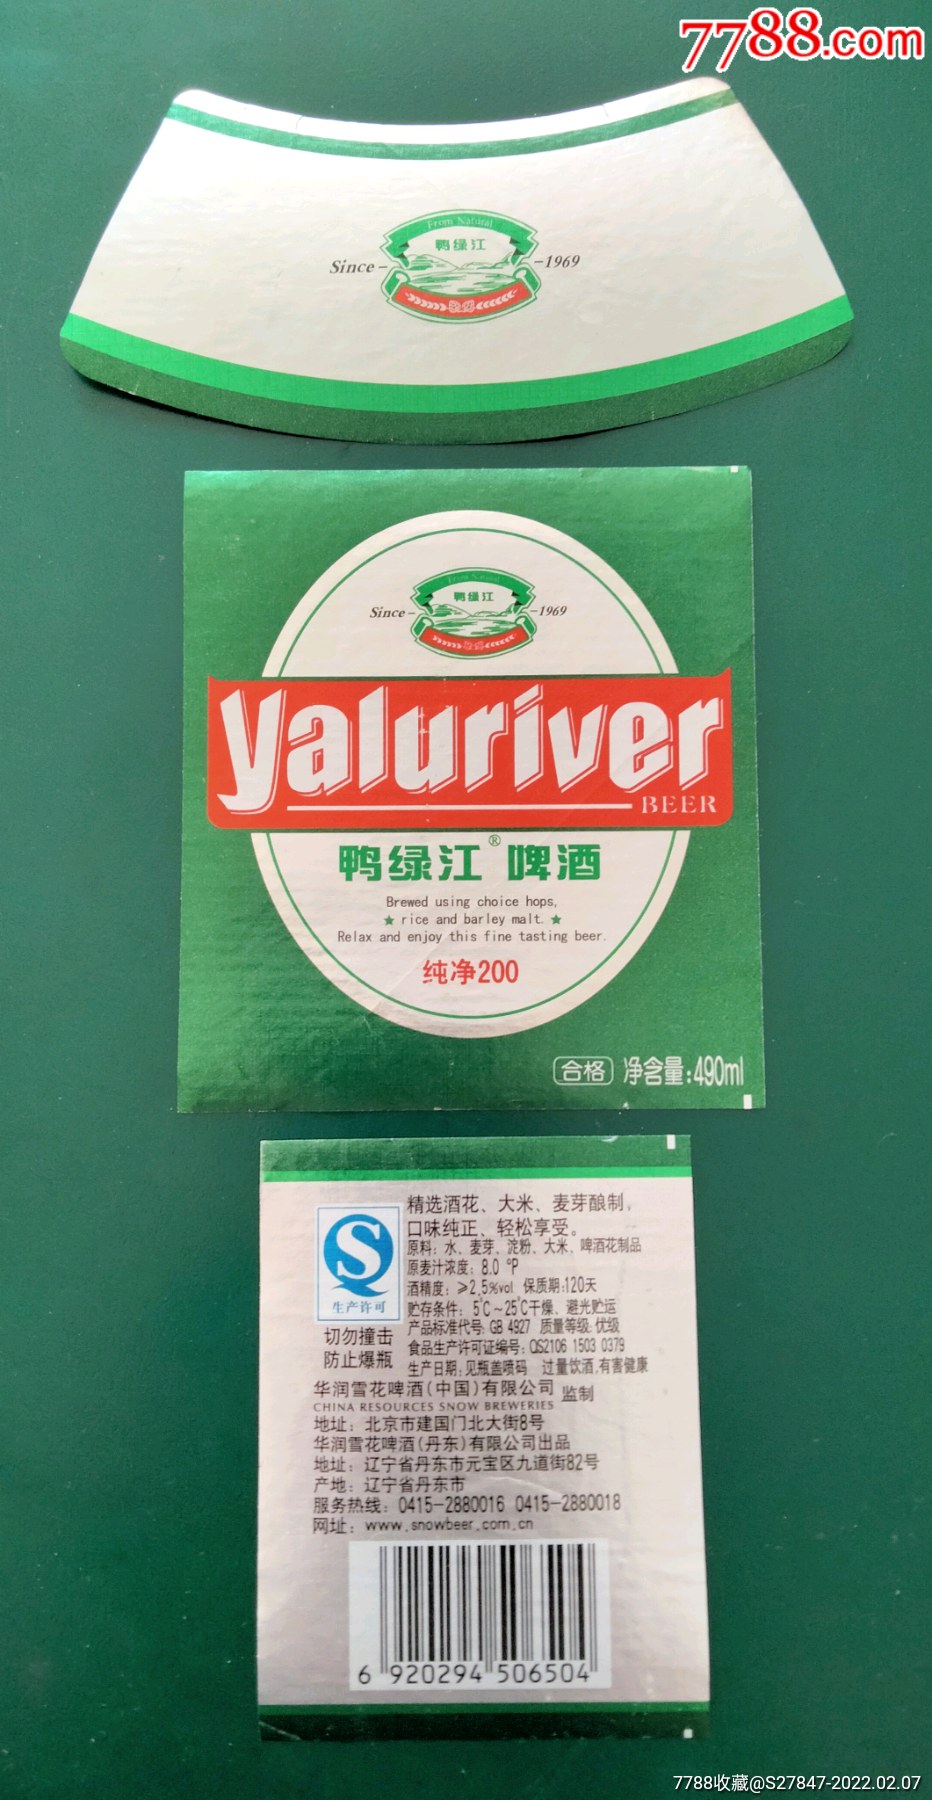 7788.com
From Natural
鸭绿江
Since - -1969
From Natural
鸭绿江
Since - -1969
yaluriver
BEER
鸭绿江® 啤酒
Brewed using choice hops,
★ rice and barley malt. ★
Relax and enjoy this fine tasting beer.
纯净200
合格 净含量:490ml
精选酒花、大米、麦芽酿制,
口味纯正、轻松享受。
原料: 水、麦芽、淀粉、大米、啤酒花制品
原麦汁浓度: 8.0 °P
酒精度: ≥2.5%vol 保质期:120天
贮存条件: 5℃~25℃干燥、避光贮运
产品标准代号: GB 4927 质量等级: 优级
食品生产许可证编号: QS2106 1503 0379
生产日期: 见瓶盖喷码 过量饮酒,有害健康
QS
生产许可
切勿撞击
防止爆瓶
华润雪花啤酒(中国)有限公司 监制
CHINA RESOURCES SNOW BREWERIES
地址: 北京市建国门北大街8号
华润雪花啤酒(丹东)有限公司出品
地址: 辽宁省丹东市元宝区九道街82号
产地: 辽宁省丹东市
服务热线: 0415-2880016 0415-2880018
网址: www.snowbeer.com.cn
6 920294 506504
7788收藏@S27847-2022.02.07